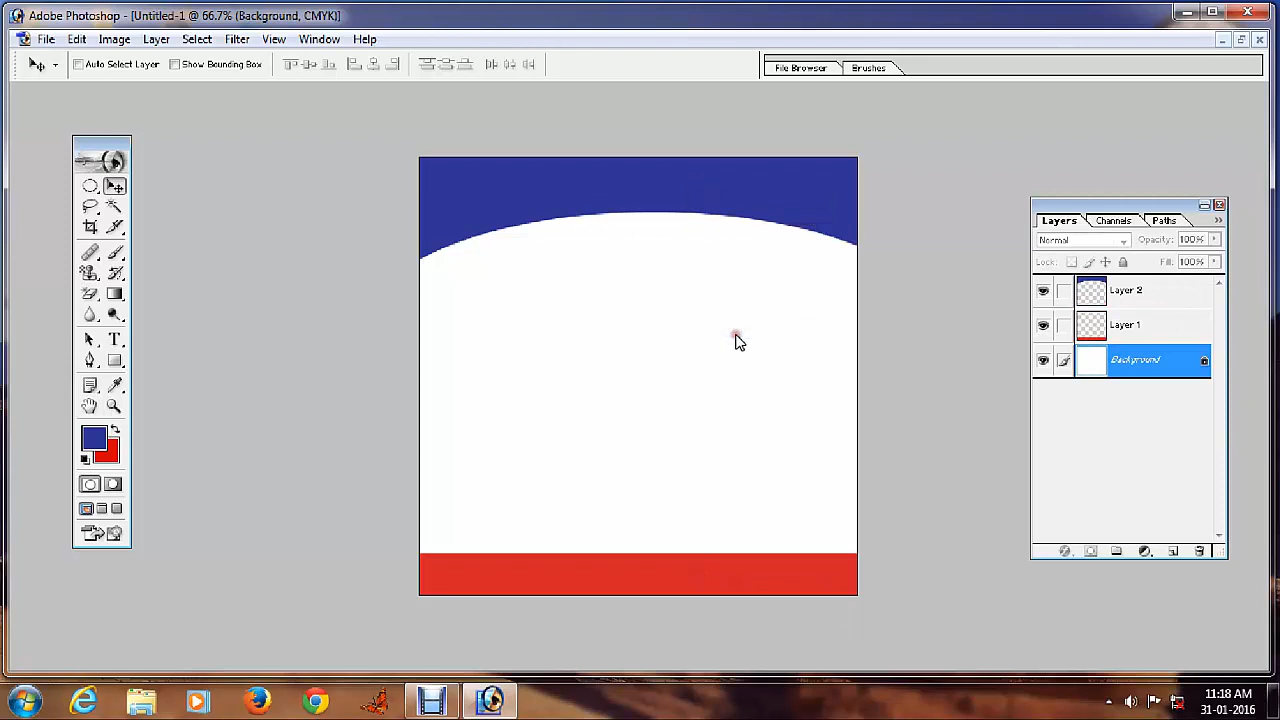 Adobe Photoshop - [Untitled-1 @ 66.7% (Background, CMYK)]
File Edit Image Layer Select Filter View Window Help
Auto Select Layer Show Bounding Box File Browser Brushes
Layers Channels Paths
Normal Opacity: 100%
Lock: Fill: 100%
Layer 2
Layer 1
Background
T
11:18 AM
31-01-2016